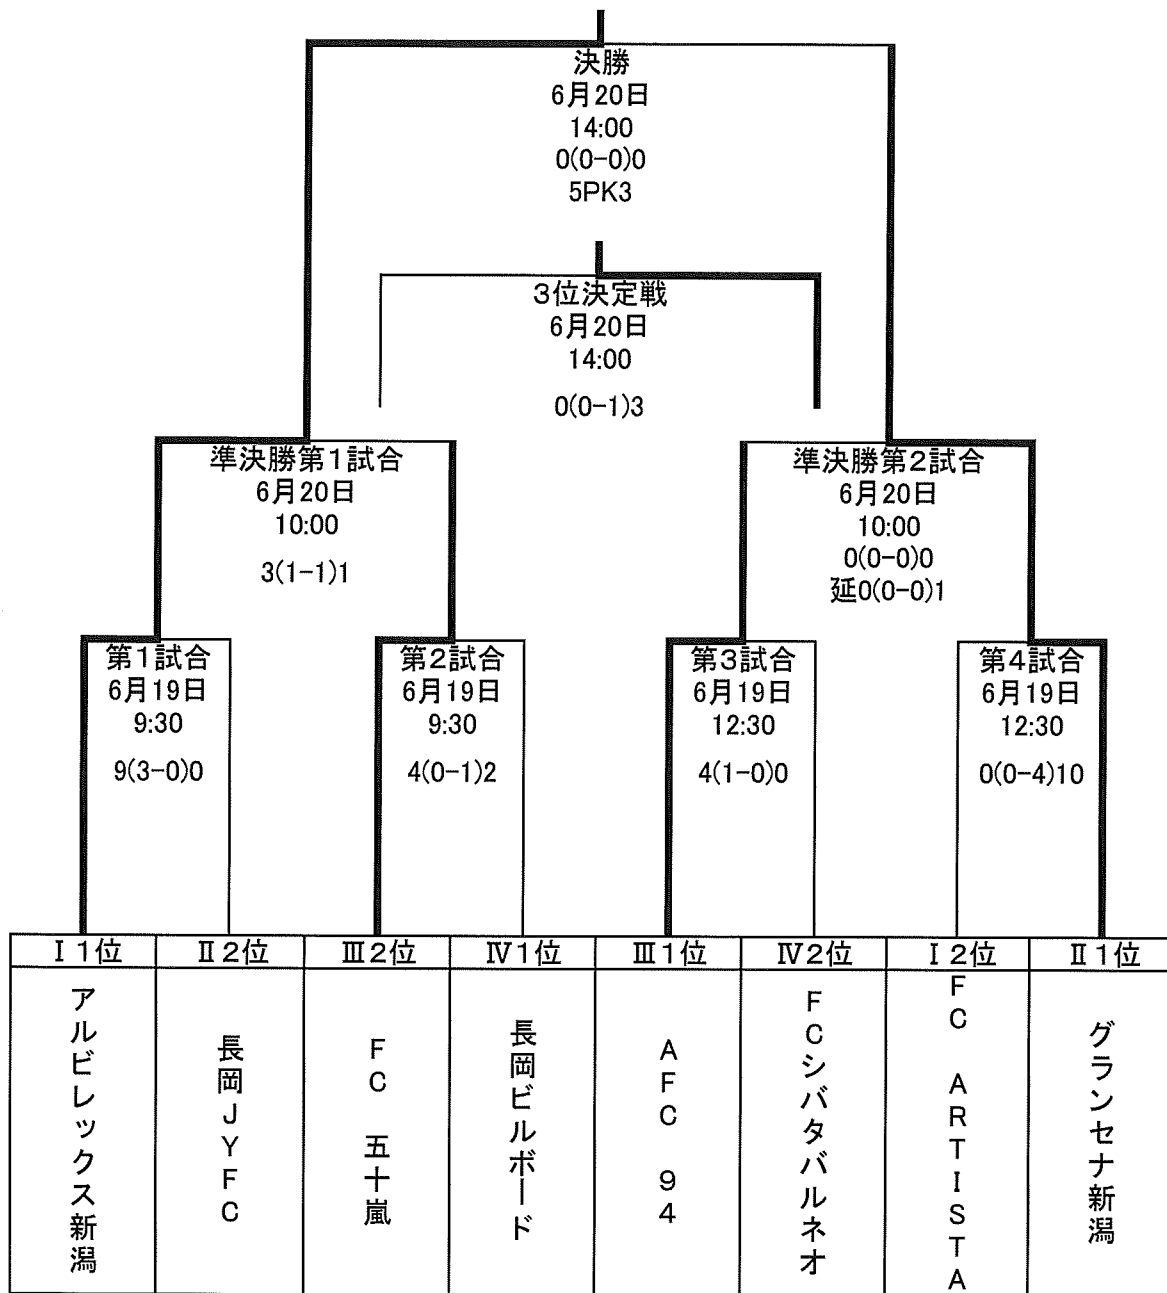 決勝
6月20日
14:00
0(0-0)0
5PK3
3位決定戦
6月20日
14:00
0(0-1)3
準決勝第1試合
6月20日
10:00
3(1-1)1
準決勝第2試合
6月20日
10:00
0(0-0)0
延0(0-0)1
第1試合
6月19日
9:30
9(3-0)0
第2試合
6月19日
9:30
4(0-1)2
第3試合
6月19日
12:30
4(1-0)0
第4試合
6月19日
12:30
0(0-4)10
Ⅰ1位
Ⅱ2位
Ⅲ2位
Ⅳ1位
Ⅲ1位
Ⅳ2位
Ⅰ2位
Ⅱ1位
アルビレックス新潟
長岡JYFC
FC 五十嵐
長岡ビルボード
AFC 94
FCシバタバルネオ
FC ARTISTA
グランセナ新潟